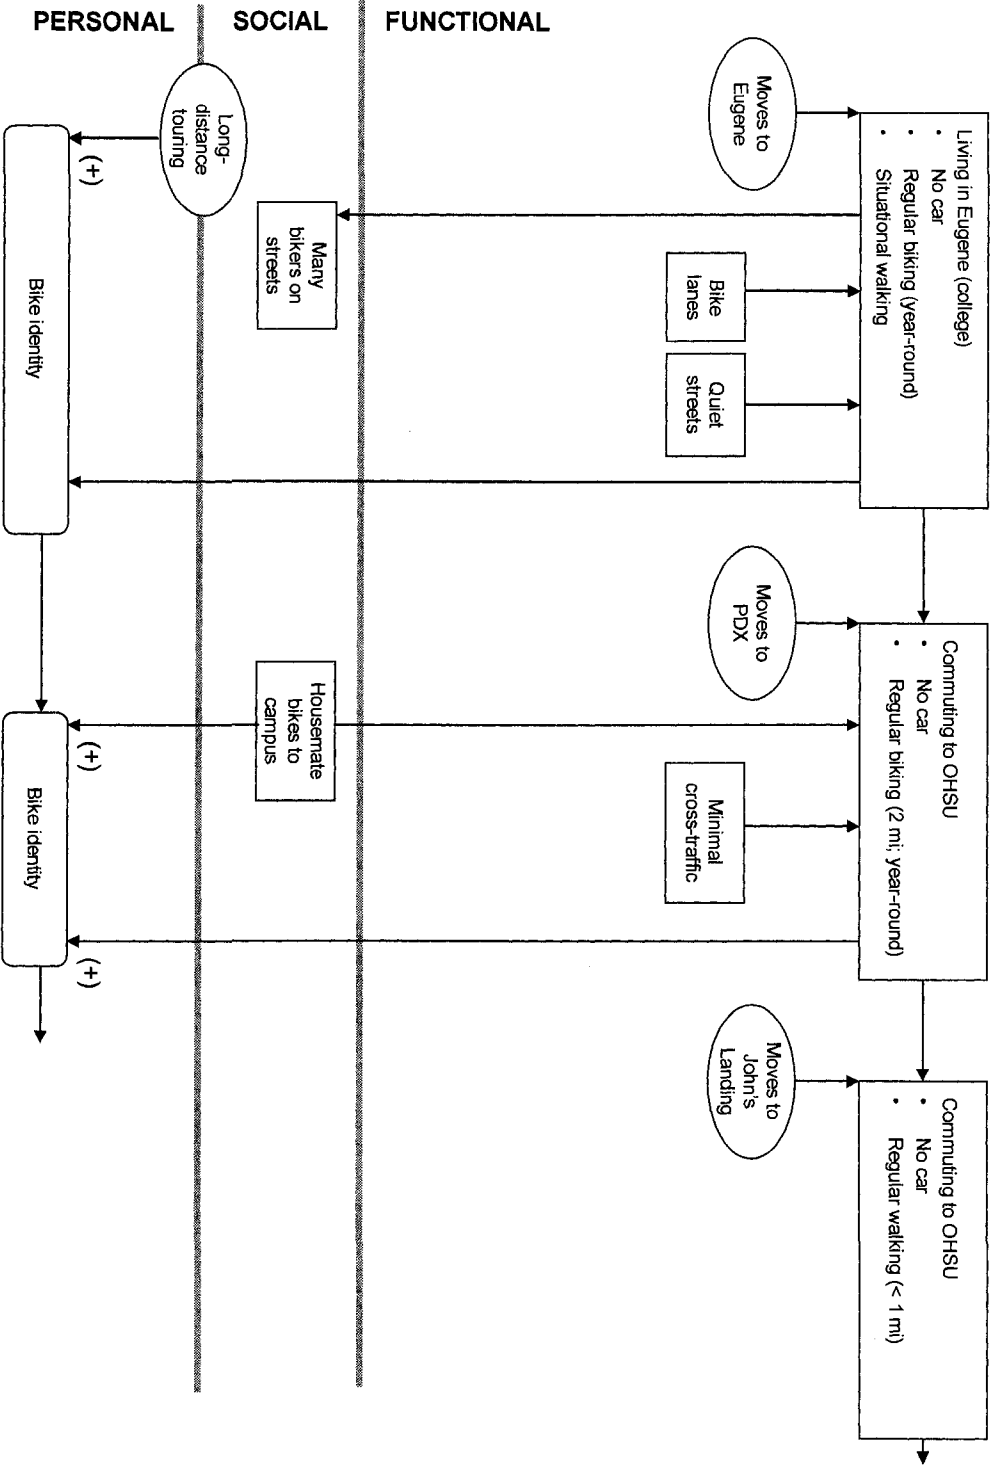 PERSONAL
SOCIAL
FUNCTIONAL
Living in Eugene (college)
• No car
• Regular biking (year-round)
• Situational walking
Moves to
Eugene
Bike
lanes
Quiet
streets
Many
bikers on
streets
Long-
distance
touring
(+)
Bike identity
Commuting to OHSU
• No car
• Regular biking (2 mi; year-round)
Moves to
PDX
Minimal
cross-traffic
Housemate
bikes to
campus
(+)
Bike identity
(+)
Commuting to OHSU
• No car
• Regular walking (< 1 mi)
Moves to
John's
Landing